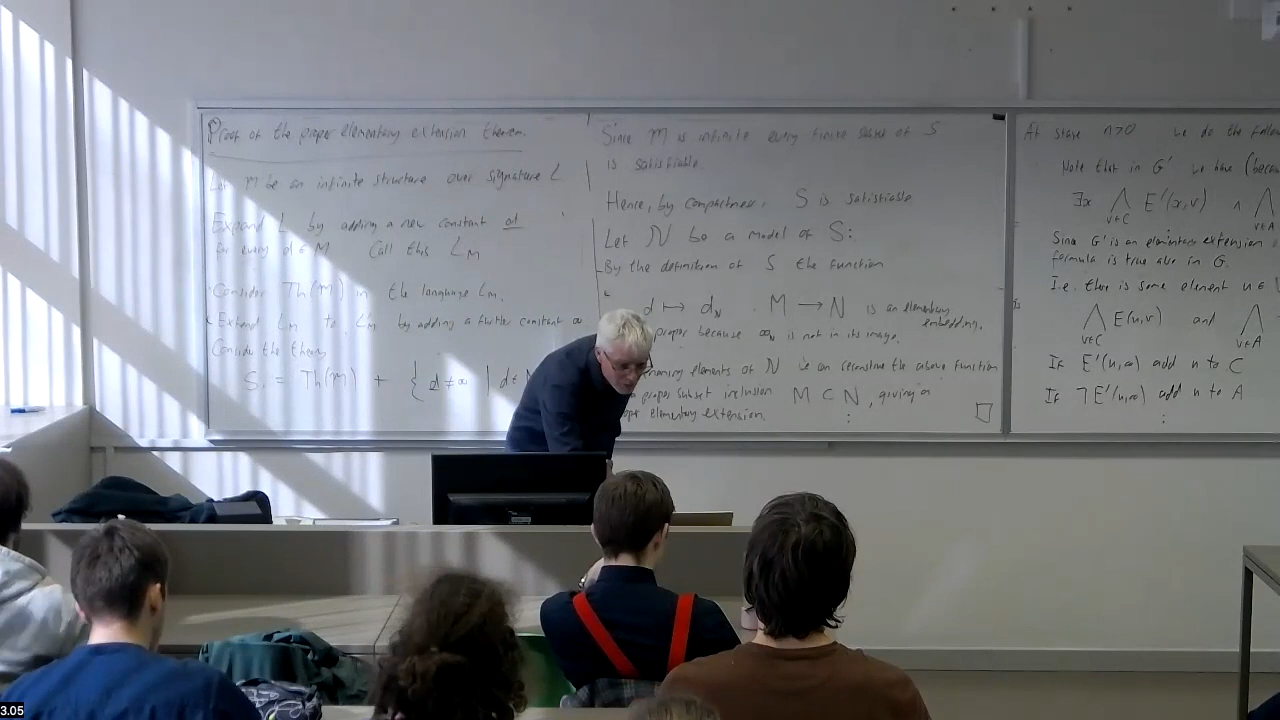 Proof of the proper elementary extension theorem.
Let M be an infinite structure over signature L
Expand L by adding a new constant d
for every d ∈ M Call this L_M
Consider Th(M) in the language L_M.
Extend L_M to L'_M by adding a further constant ∞
Consider the theory
S := Th(M) + { d ≠ ∞ | d ∈
Since M is infinite every finite subset of S
is satisfiable.
Hence, by compactness, S is satisfiable
Let N be a model of S:
By the definition of S the function
d ↦ d_N M → N is an elementary
embedding.
proper because ∞_N is not in its image.
renaming elements of N we can reconstrue the above function
proper subset inclusion M ⊂ N, giving a
elementary extension.
□
At stage n>0 we do the
Note that in G' we have
∃x ⋀ E'(x,v) ∧ ⋀
v∈C v∈A
Since G' is an elementary extension
formula is true also in G.
I.e. there is some element u ∈
⋀ E(u,v) and ⋀
v∈C v∈A
If E'(u,∞) add u to C
If ¬E'(u,∞) add u to A
⋮
3.05